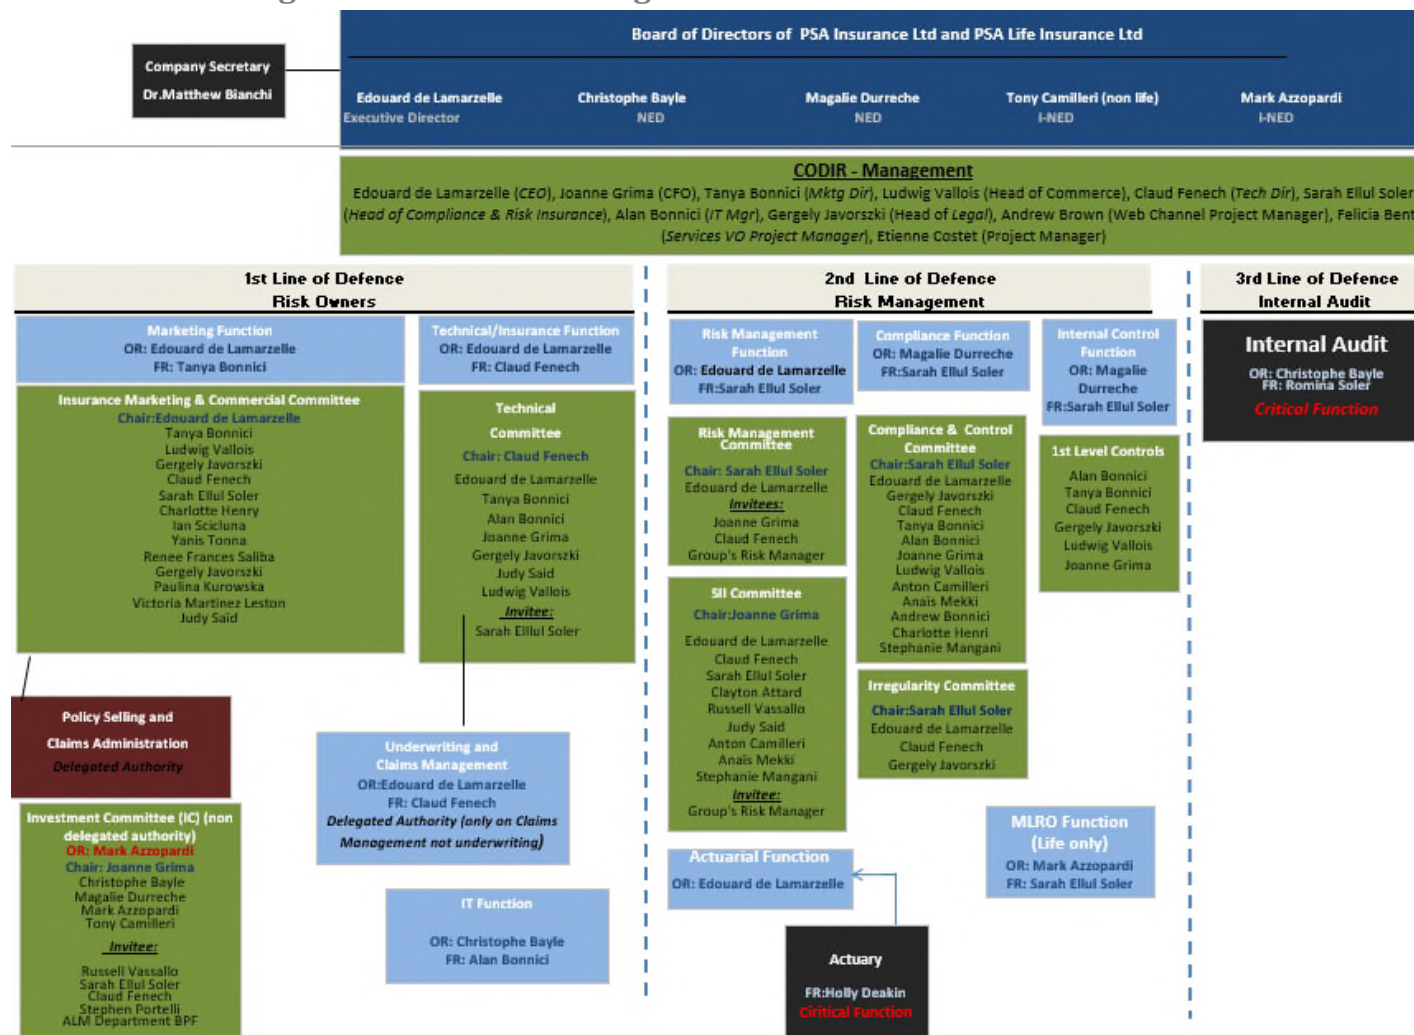 Board of Directors of PSA Insurance Ltd and PSA Life Insurance Ltd
Company Secretary
Dr.Matthew Bianchi
Edouard de Lamarzelle
Executive Director
Christophe Bayle
NED
Magalie Durreche
NED
Tony Camilleri (non life)
I-NED
Mark Azzopardi
I-NED
CODIR - Management
Edouard de Lamarzelle (CEO), Joanne Grima (CFO), Tanya Bonnici (Mktg Dir), Ludwig Vallois (Head of Commerce), Claud Fenech (Tech Dir), Sarah Ellul Soler
(Head of Compliance & Risk Insurance), Alan Bonnici (IT Mgr), Gergely Javorszki (Head of Legal), Andrew Brown (Web Channel Project Manager), Felicia Bent
(Services VO Project Manager), Etienne Costet (Project Manager)
1st Line of Defence
Risk Owners
Marketing Function
OR: Edouard de Lamarzelle
FR: Tanya Bonnici
Technical/Insurance Function
OR: Edouard de Lamarzelle
FR: Claud Fenech
Insurance Marketing & Commercial Committee
Chair:Edouard de Lamarzelle
Tanya Bonnici
Ludwig Vallois
Gergely Javorszki
Claud Fenech
Sarah Ellul Soler
Charlotte Henry
Ian Scicluna
Yanis Tonna
Renee Frances Saliba
Gergely Javorszki
Paulina Kurowska
Victoria Martinez Leston
Judy Saïd
Technical
Committee
Chair: Claud Fenech
Edouard de Lamarzelle
Tanya Bonnici
Alan Bonnici
Joanne Grima
Gergely Javorszki
Judy Said
Ludwig Vallois
Invitee:
Sarah Elllul Soler
Policy Selling and
Claims Administration
Delegated Authority
Underwriting and
Claims Management
OR:Edouard de Lamarzelle
FR: Claud Fenech
Delegated Authority (only on Claims
Management not underwriting)
Investment Committee (IC) (non
delegated authority)
OR: Mark Azzopardi
Chair: Joanne Grima
Christophe Bayle
Magalie Durreche
Mark Azzopardi
Tony Camilleri
Invitee:
Russell Vassallo
Sarah Ellul Soler
Claud Fenech
Stephen Portelli
ALM Department BPF
IT Function
OR: Christophe Bayle
FR: Alan Bonnici
2nd Line of Defence
Risk Management
Risk Management
Function
OR: Edouard de Lamarzelle
FR:Sarah Ellul Soler
Compliance Function
OR: Magalie Durreche
FR:Sarah Ellul Soler
Internal Control
Function
OR: Magalie
Durreche
FR:Sarah Ellul Soler
Risk Management
Committee
Chair: Sarah Ellul Soler
Edouard de Lamarzelle
Invitees:
Joanne Grima
Claud Fenech
Group's Risk Manager
Compliance & Control
Committee
Chair:Sarah Ellul Soler
Edouard de Lamarzelle
Gergely Javorszki
Claud Fenech
Tanya Bonnici
Alan Bonnici
Joanne Grima
Ludwig Vallois
Anton Camilleri
Anaïs Mekki
Andrew Bonnici
Charlotte Henri
Stephanie Mangani
1st Level Controls
Alan Bonnici
Tanya Bonnici
Claud Fenech
Gergely Javorszki
Ludwig Vallois
Joanne Grima
SII Committee
Chair:Joanne Grima
Edouard de Lamarzelle
Claud Fenech
Sarah Ellul Soler
Clayton Attard
Russell Vassallo
Judy Said
Anton Camilleri
Anaïs Mekki
Stephanie Mangani
Invitee:
Group's Risk Manager
Irregularity Committee
Chair:Sarah Ellul Soler
Edouard de Lamarzelle
Claud Fenech
Gergely Javorszki
Actuarial Function
OR: Edouard de Lamarzelle
MLRO Function
(Life only)
OR: Mark Azzopardi
FR: Sarah Ellul Soler
Actuary
FR:Holly Deakin
Ciritical Function
3rd Line of Defence
Internal Audit
Internal Audit
OR: Christophe Bayle
FR: Romina Soler
Critical Function